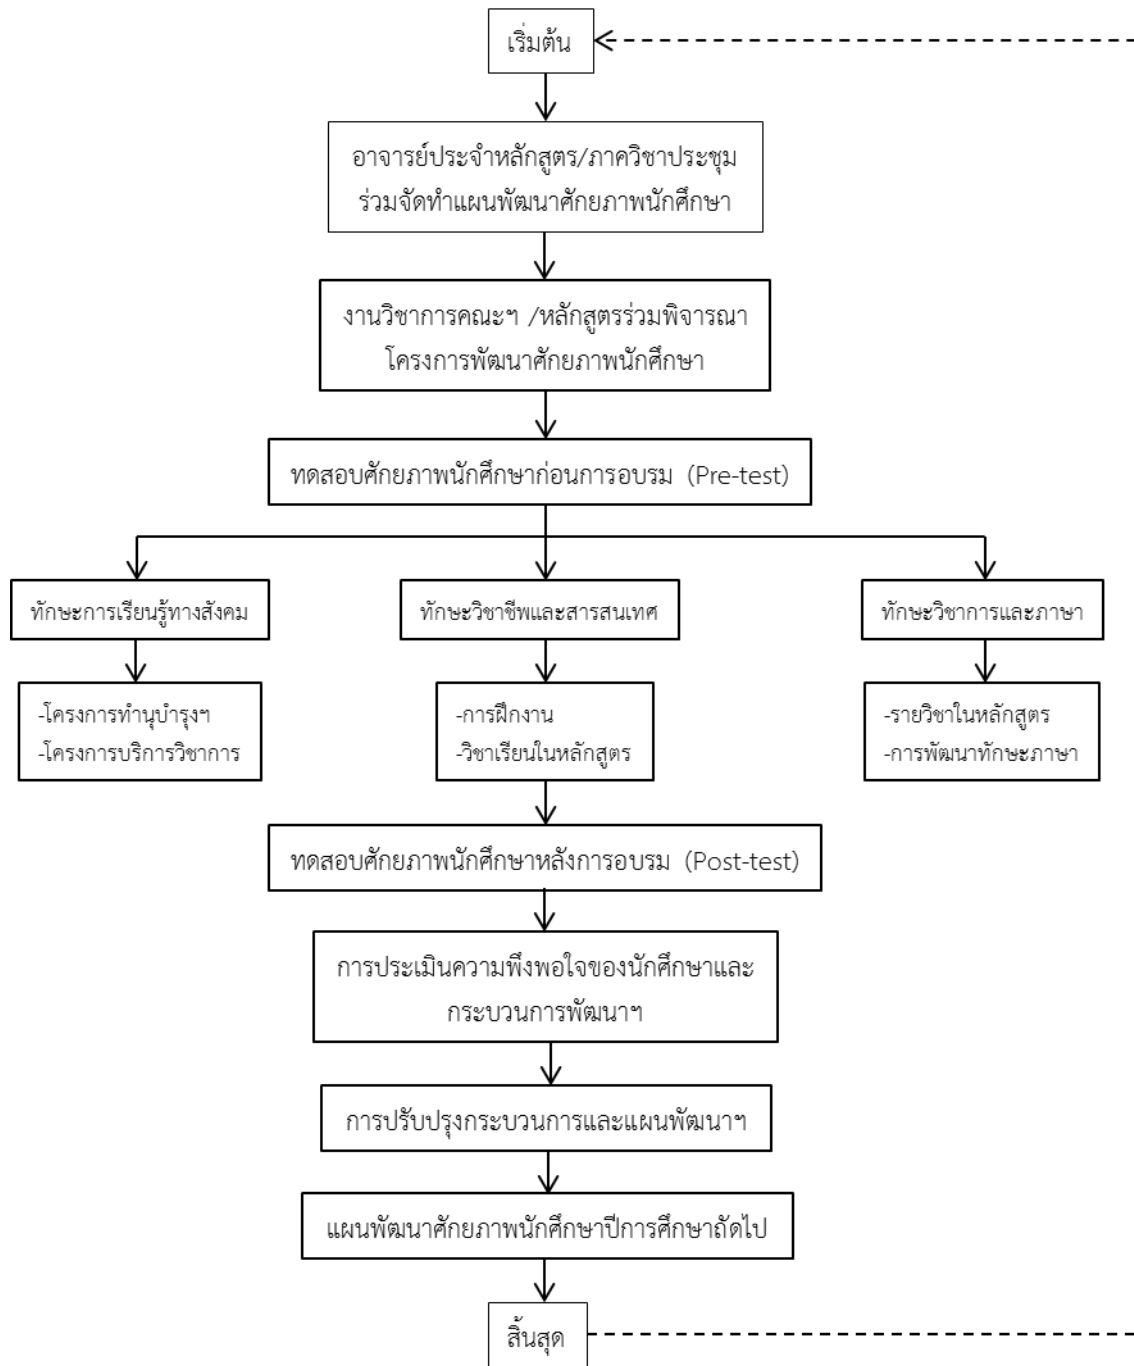 เริ่มต้น
อาจารย์ประจำหลักสูตร/ภาควิชาประชุม
ร่วมจัดทำแผนพัฒนาศักยภาพนักศึกษา
งานวิชาการคณะฯ /หลักสูตรร่วมพิจารณา
โครงการพัฒนาศักยภาพนักศึกษา
ทดสอบศักยภาพนักศึกษาก่อนการอบรม (Pre-test)
ทักษะการเรียนรู้ทางสังคม
ทักษะวิชาชีพและสารสนเทศ
ทักษะวิชาการและภาษา
-โครงการทำนุบำรุงฯ
-โครงการบริการวิชาการ
-การฝึกงาน
-วิชาเรียนในหลักสูตร
-รายวิชาในหลักสูตร
-การพัฒนาทักษะภาษา
ทดสอบศักยภาพนักศึกษาหลังการอบรม (Post-test)
การประเมินความพึงพอใจของนักศึกษาและ
กระบวนการพัฒนาฯ
การปรับปรุงกระบวนการและแผนพัฒนาฯ
แผนพัฒนาศักยภาพนักศึกษาปีการศึกษาถัดไป
สิ้นสุด